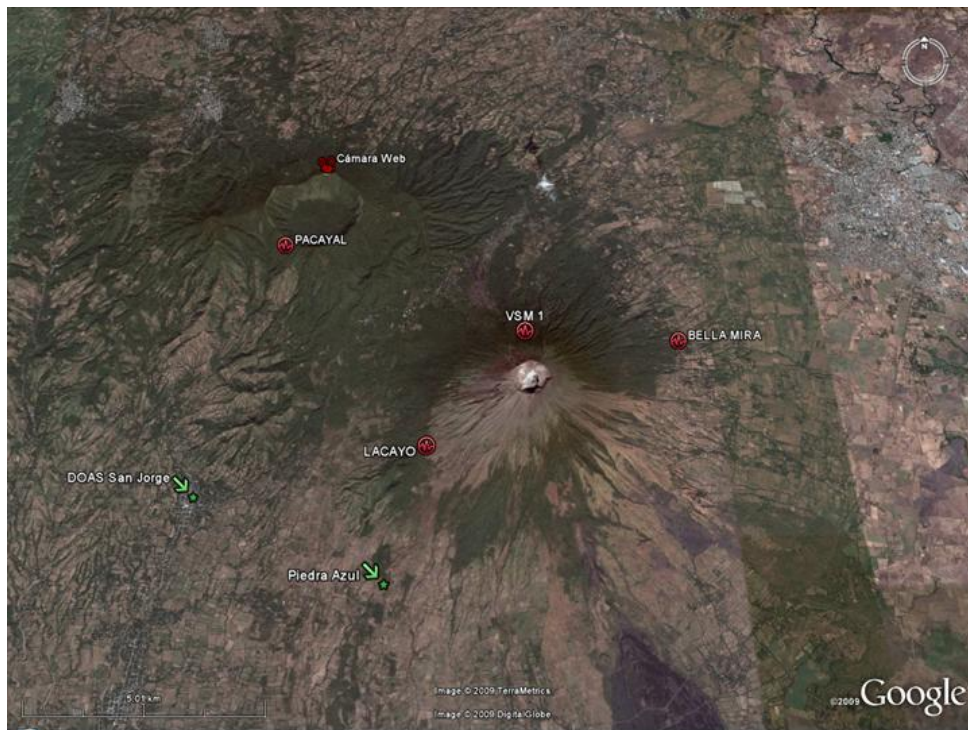 N
Cámara Web
PACAYAL
VSM 1
BELLA MIRA
LACAYO
DOAS San Jorge
Piedra Azul
5.01 km
Image © 2009 TerraMetrics
Image © 2009 DigitalGlobe
©2009 Google